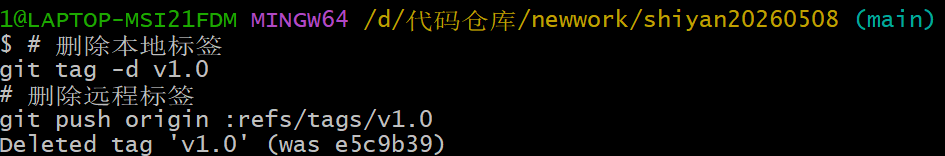 1@LAPTOP-MSI21FDM MINGW64 /d/代码仓库/newwork/shiyan20260508 (main)
$ # 删除本地标签
git tag -d v1.0
# 删除远程标签
git push origin :refs/tags/v1.0
Deleted tag 'v1.0' (was e5c9b39)